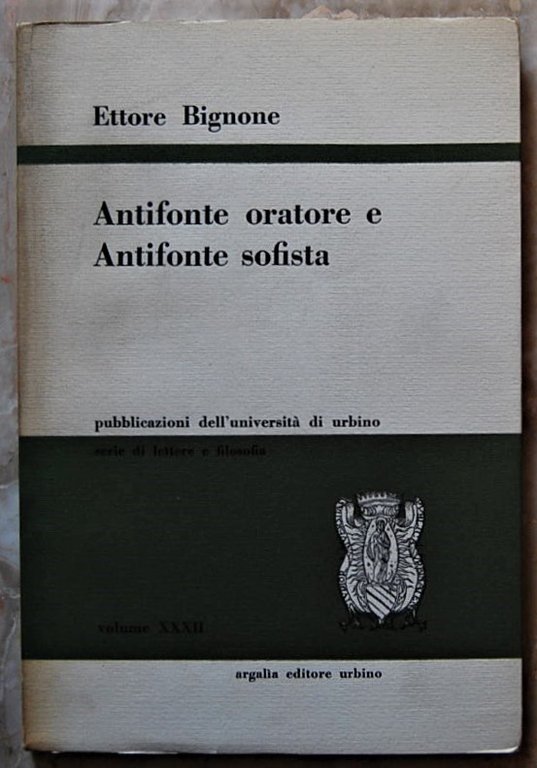 Ettore Bignone
Antifonte oratore e
Antifonte sofista
pubblicazioni dell'università di urbino
serie di lettere e filosofia
volume XXXII
argalìa editore urbino